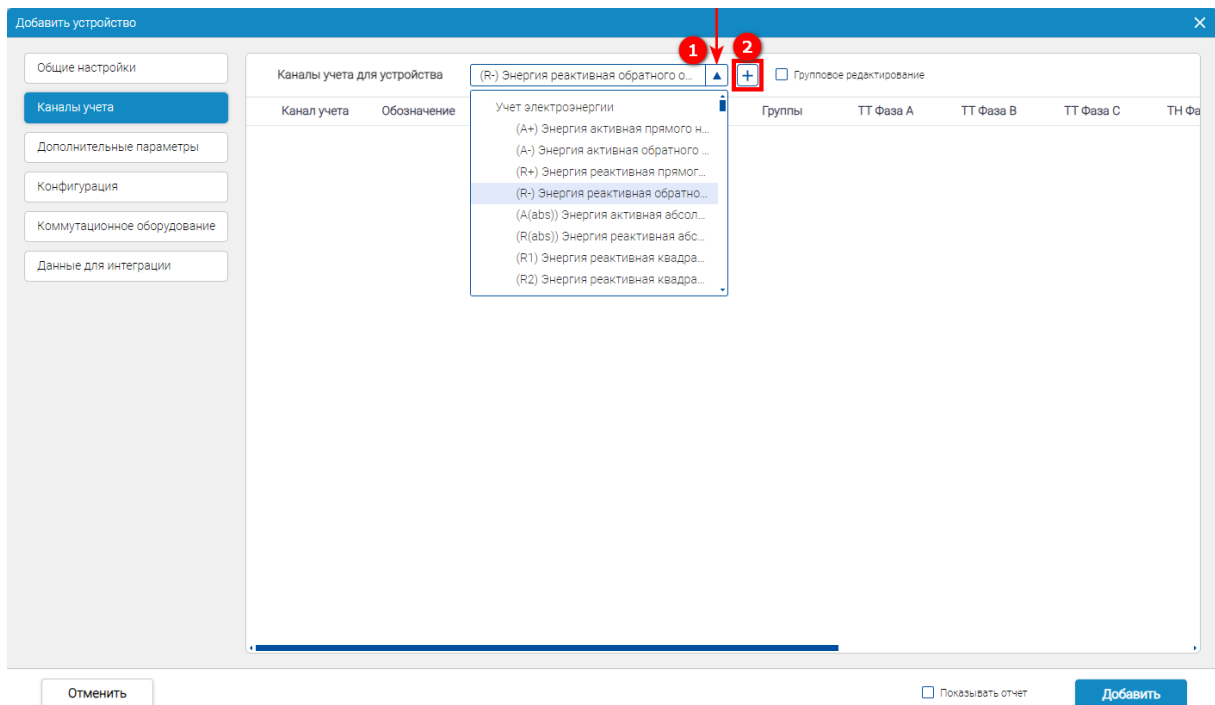 Добавить устройство
Общие настройки
Каналы учета
Дополнительные параметры
Конфигурация
Коммутационное оборудование
Данные для интеграции
1 2
Каналы учета для устройства (R-) Энергия реактивная обратного о... + Групповое редактирование
Канал учета Обозначение Группы ТТ Фаза А ТТ Фаза В ТТ Фаза С ТН Фа
Учет электроэнергии
(A+) Энергия активная прямого н...
(A-) Энергия активная обратного ...
(R+) Энергия реактивная прямог...
(R-) Энергия реактивная обратно...
(A(abs)) Энергия активная абсол...
(R(abs)) Энергия реактивная абс...
(R1) Энергия реактивная квадра...
(R2) Энергия реактивная квадра...
Отменить Показывать отчет Добавить